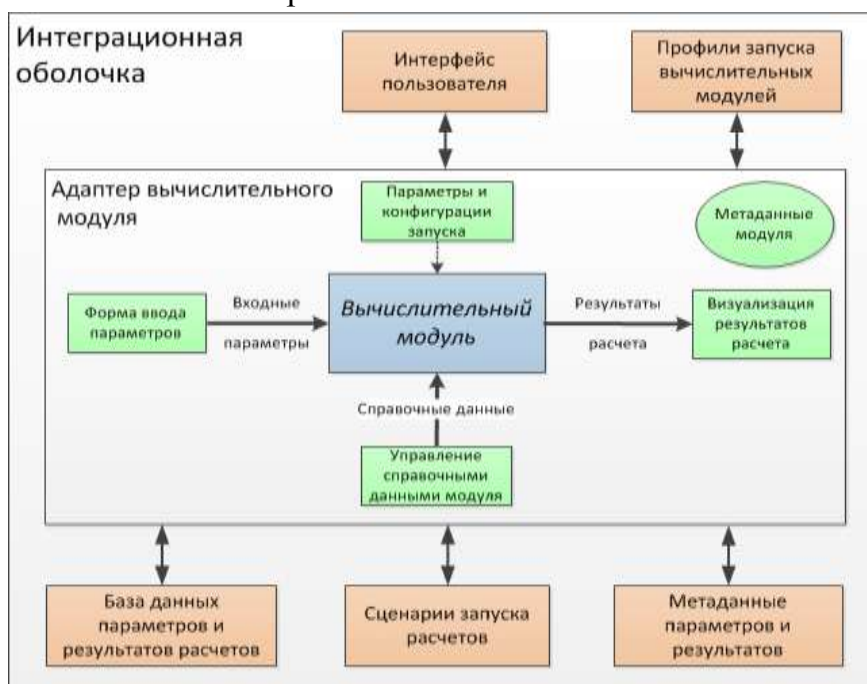 Интеграционная
оболочка
Интерфейс
пользователя
Профили запуска
вычислительных
модулей
Адаптер вычислительного
модуля
Параметры и
конфигурации
запуска
Метаданные
модуля
Форма ввода
параметров
Входные
параметры
Вычислительный
модуль
Результаты
расчета
Визуализация
результатов
расчета
Справочные данные
Управление
справочными
данными модуля
База данных
параметров и
результатов расчетов
Сценарии запуска
расчетов
Метаданные
параметров и
результатов